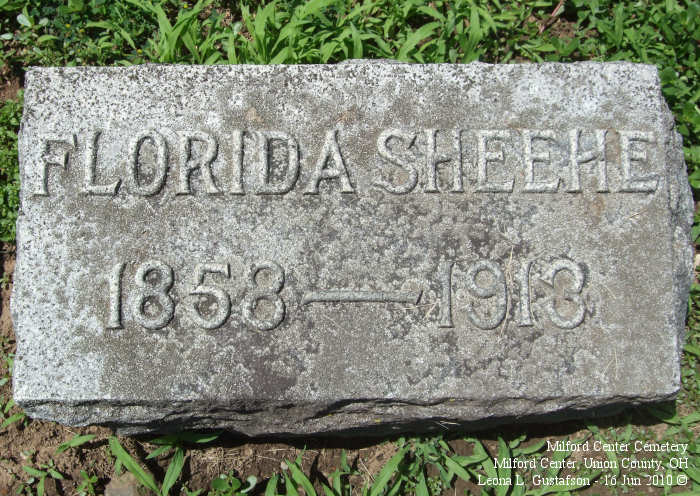 FLORIDA SHEEHE
1858 — 1913
Milford Center Cemetery
Milford Center, Union County, OH
Leona L. Gustafson - 16 Jun 2010 ©